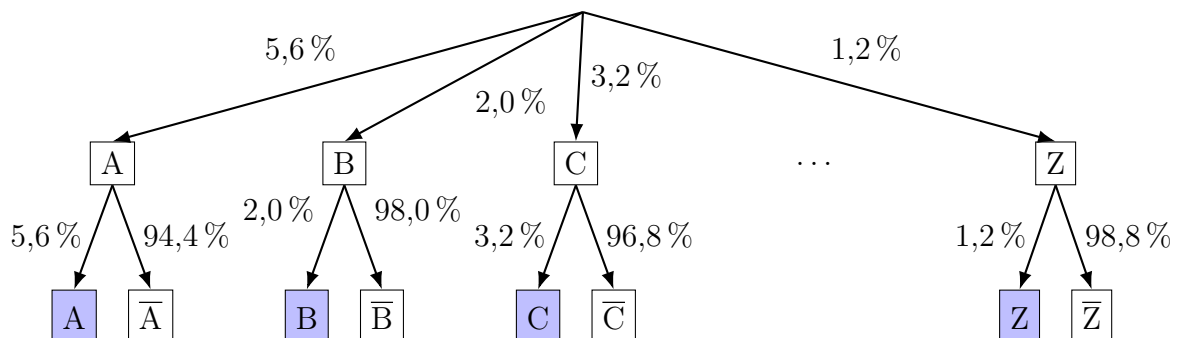 5,6 % 2,0 % 3,2 % 1,2 %
A B C … Z
5,6 % 94,4 % 2,0 % 98,0 % 3,2 % 96,8 % 1,2 % 98,8 %
A A̅ B B̅ C C̅ Z Z̅